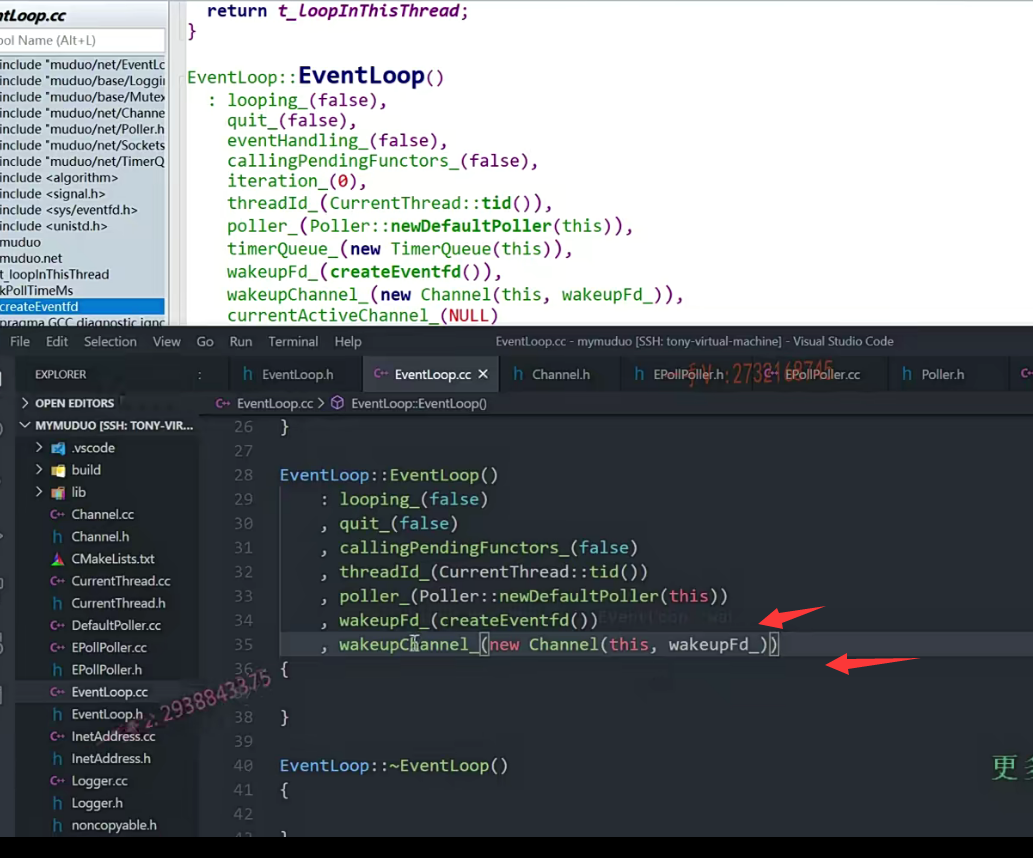 ntLoop.cc
bol Name (Alt+L)
include "muduo/net/EventLc
include "muduo/base/Loggi
include "muduo/base/Mutex
include "muduo/net/Channe
include "muduo/net/Poller.h
include "muduo/net/Sockets
include "muduo/net/TimerQ
include <algorithm>
include <signal.h>
include <sys/eventfd.h>
include <unistd.h>
muduo
muduo.net
t_loopInThisThread
kPollTimeMs
createEventfd
pragma GCC diagnostic igno
return t_loopInThisThread;
}
EventLoop::EventLoop()
: looping_(false),
quit_(false),
eventHandling_(false),
callingPendingFunctors_(false),
iteration_(0),
threadId_(CurrentThread::tid()),
poller_(Poller::newDefaultPoller(this)),
timerQueue_(new TimerQueue(this)),
wakeupFd_(createEventfd()),
wakeupChannel_(new Channel(this, wakeupFd_)),
currentActiveChannel_(NULL)
File Edit Selection View Go Run Terminal Help EventLoop.cc - mymuduo [SSH: tony-virtual-machine] - Visual Studio Code
EXPLORER
EventLoop.h EventLoop.cc Channel.h EPollPoller.h EPollPoller.cc Poller.h
OPEN EDITORS
MYMUDUO [SSH: TONY-VIR...
.vscode
build
lib
Channel.cc
Channel.h
CMakeLists.txt
CurrentThread.cc
CurrentThread.h
DefaultPoller.cc
EPollPoller.cc
EPollPoller.h
EventLoop.cc
EventLoop.h
InetAddress.cc
InetAddress.h
Logger.cc
Logger.h
noncopyable.h
EventLoop.cc > EventLoop::EventLoop()
26 }
27
28 EventLoop::EventLoop()
29 : looping_(false)
30 , quit_(false)
31 , callingPendingFunctors_(false)
32 , threadId_(CurrentThread::tid())
33 , poller_(Poller::newDefaultPoller(this))
34 , wakeupFd_(createEventfd())
35 , wakeupChannel_(new Channel(this, wakeupFd_))
36 {
38 }
39
40 EventLoop::~EventLoop()
41 {
42
2938843375
更